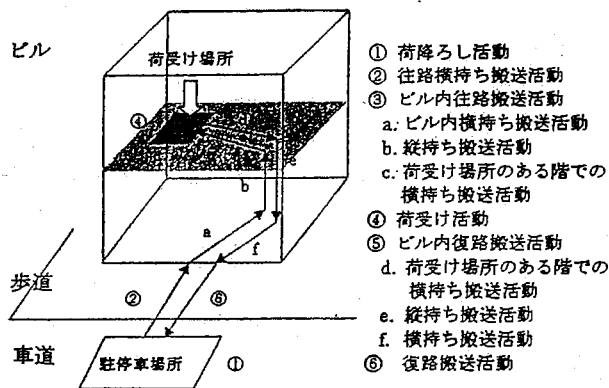 ビル
荷受け場所
④
e
b
a
f
歩道
②
⑥
車道
駐停車場所
①
① 荷降ろし活動
② 往路横持ち搬送活動
③ ビル内往路搬送活動
a. ビル内横持ち搬送活動
b. 縦持ち搬送活動
c. 荷受け場所のある階での
横持ち搬送活動
④ 荷受け活動
⑤ ビル内復路搬送活動
d. 荷受け場所のある階での
横持ち搬送活動
e. 縦持ち搬送活動
f. 横持ち搬送活動
⑥ 復路搬送活動